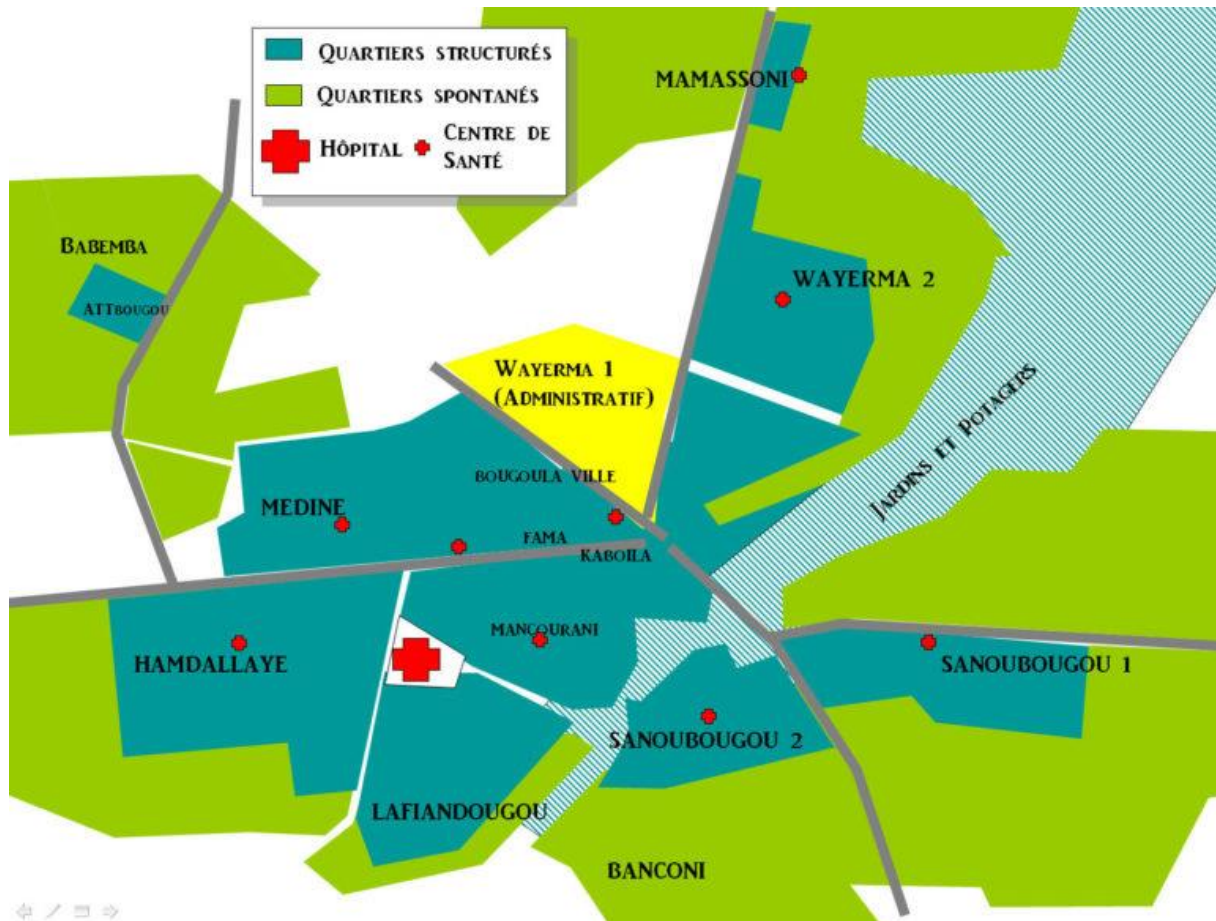 Quartiers structurés
Quartiers spontanés
Hôpital
Centre de
Santé
Mamassoni
Babemba
ATTbougou
Wayerma 2
Wayerma 1
(Administratif)
Jardins et potagers
Bougoula ville
Medine
Fama
Kaboila
Mancourani
Hamdallaye
Sanoubougou 1
Sanoubougou 2
Lafiandougou
Banconi